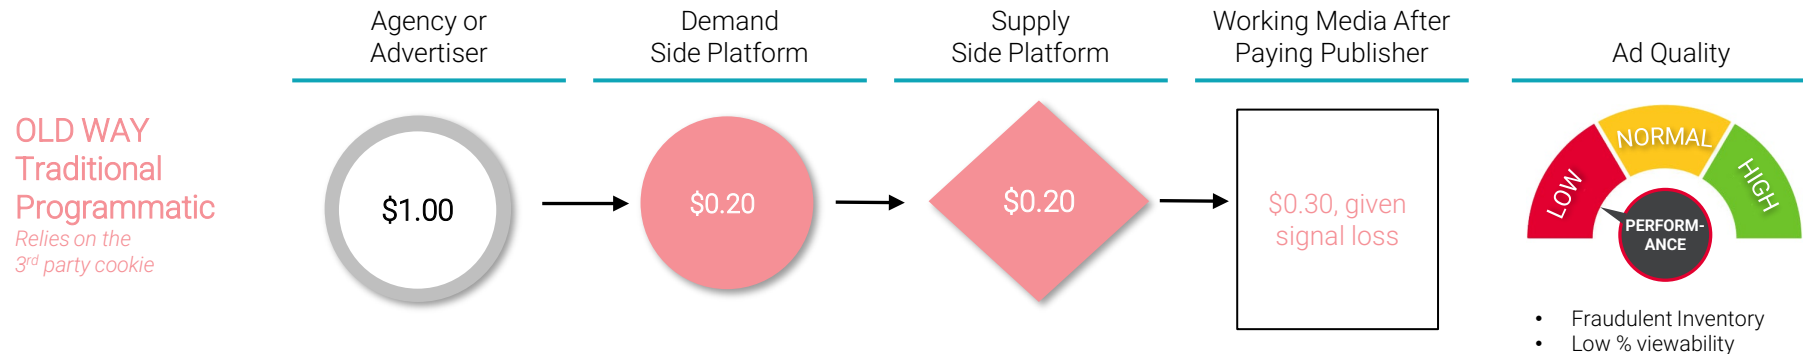 Agency or
Advertiser
Demand
Side Platform
Supply
Side Platform
Working Media After
Paying Publisher
Ad Quality
OLD WAY
Traditional
Programmatic
Relies on the
3rd party cookie
$1.00
$0.20
$0.20
$0.30, given
signal loss
LOW
NORMAL
HIGH
PERFORM-
ANCE
• Fraudulent Inventory
• Low % viewability